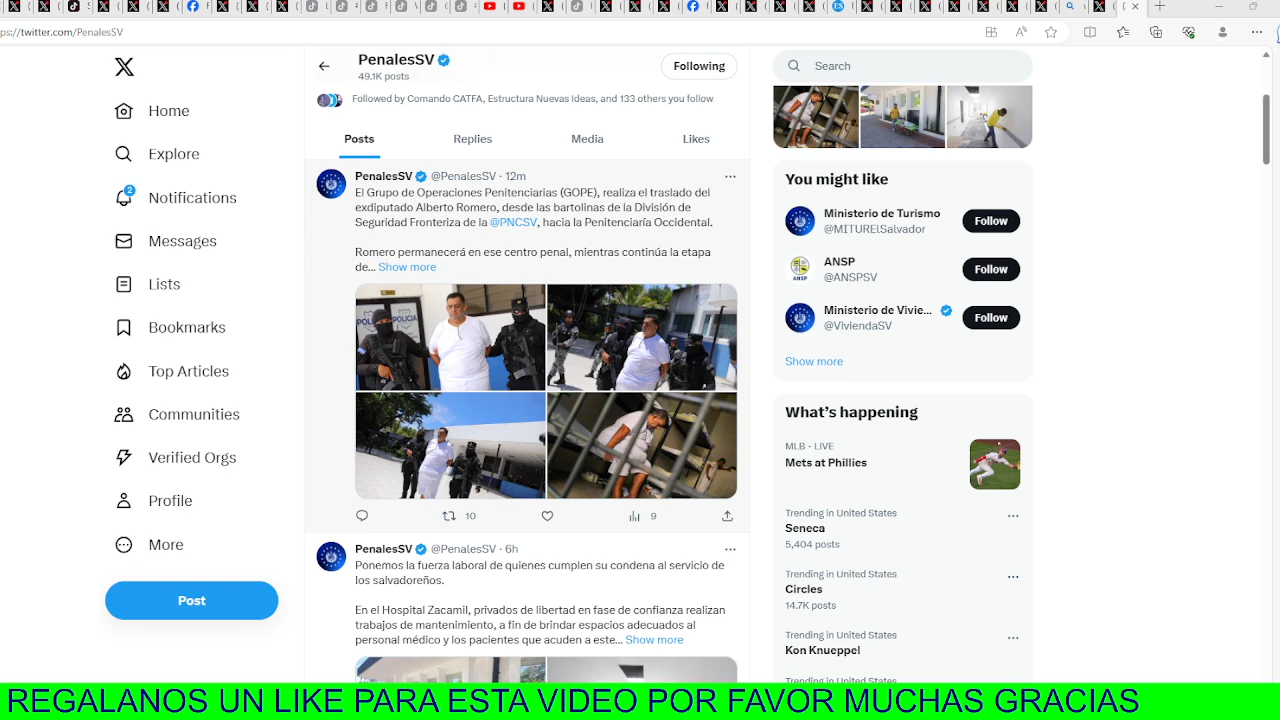 ps://twitter.com/PenalesSV
PenalesSV
49.1K posts
Following
Followed by Comando CATFA, Estructura Nuevas Ideas, and 133 others you follow
Posts
Replies
Media
Likes
Home
Explore
2
Notifications
Messages
Lists
Bookmarks
Top Articles
Communities
Verified Orgs
Profile
More
Post
PenalesSV @PenalesSV · 12m
El Grupo de Operaciones Penitenciarias (GOPE), realiza el traslado del
exdiputado Alberto Romero, desde las bartolinas de la División de
Seguridad Fronteriza de la @PNCSV, hacia la Penitenciaría Occidental.
Romero permanecerá en ese centro penal, mientras continúa la etapa
de... Show more
POLICIA
10
9
PenalesSV @PenalesSV · 6h
Ponemos la fuerza laboral de quienes cumplen su condena al servicio de
los salvadoreños.
En el Hospital Zacamil, privados de libertad en fase de confianza realizan
trabajos de mantenimiento, a fin de brindar espacios adecuados al
personal médico y los pacientes que acuden a este... Show more
Search
You might like
Ministerio de Turismo
@MITURElSalvador
Follow
ANSP
ANSP
@ANSPSV
Follow
Ministerio de Vivie...
@ViviendaSV
Follow
Show more
What's happening
MLB · LIVE
Mets at Phillies
Trending in United States
Seneca
5,404 posts
Trending in United States
Circles
14.7K posts
Trending in United States
Kon Knueppel
Trending in United States
REGALANOS UN LIKE PARA ESTA VIDEO POR FAVOR MUCHAS GRACIAS